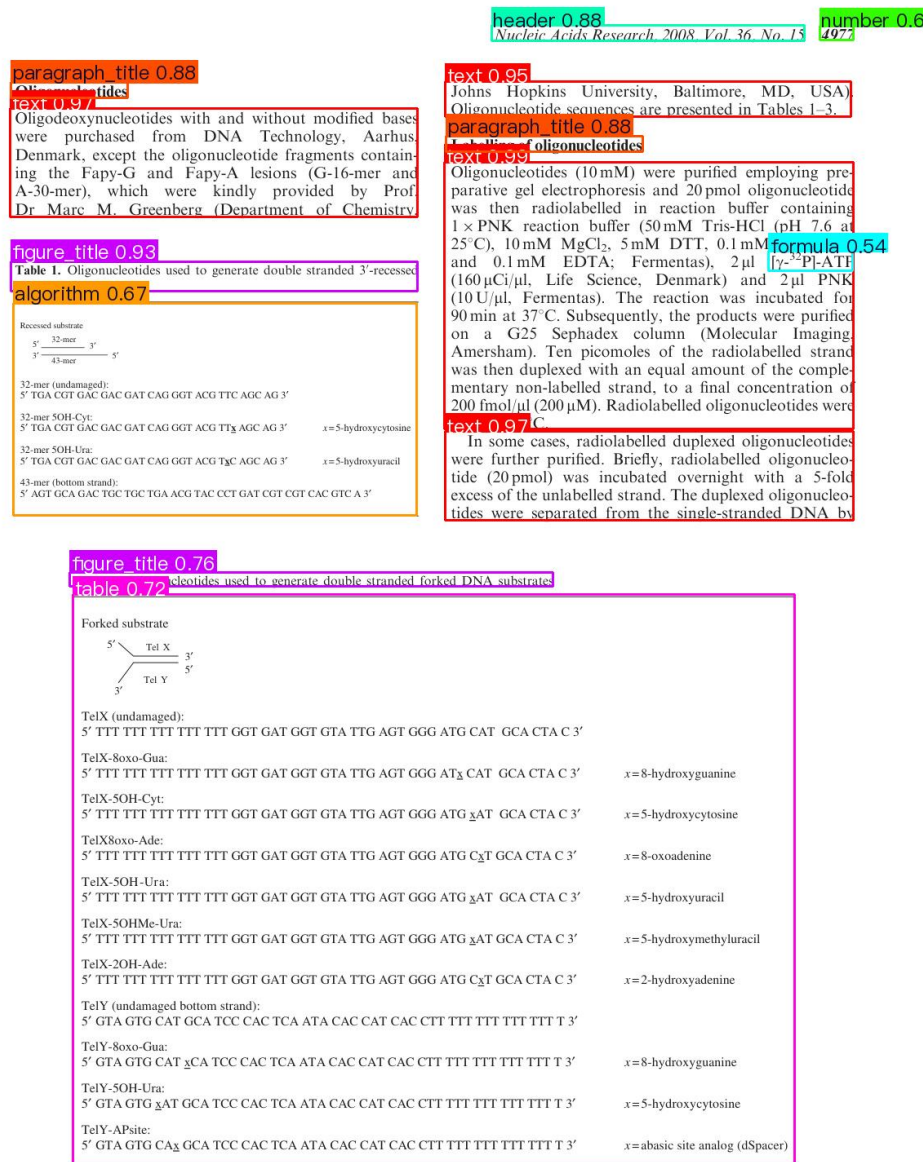 header 0.88
number 0.6
Nucleic Acids Research, 2008, Vol. 36, No. 15
4977
paragraph_title 0.88
Oligonucleotides
text 0.97
Oligodeoxynucleotides with and without modified bases
were purchased from DNA Technology, Aarhus,
Denmark, except the oligonucleotide fragments contain-
ing the Fapy-G and Fapy-A lesions (G-16-mer and
A-30-mer), which were kindly provided by Prof.
Dr Marc M. Greenberg (Department of Chemistry,
figure_title 0.93
Table 1. Oligonucleotides used to generate double stranded 3′-recessed
algorithm 0.67
Recessed substrate
5′ 32-mer 3′
3′ 43-mer 5′
32-mer (undamaged):
5′ TGA CGT GAC GAC GAT CAG GGT ACG TTC AGC AG 3′
32-mer 5OH-Cyt:
5′ TGA CGT GAC GAC GAT CAG GGT ACG TTx AGC AG 3′ x=5-hydroxycytosine
32-mer 5OH-Ura:
5′ TGA CGT GAC GAC GAT CAG GGT ACG TxC AGC AG 3′ x=5-hydroxyuracil
43-mer (bottom strand):
5′ AGT GCA GAC TGC TGC TGA ACG TAC CCT GAT CGT CGT CAC GTC A 3′
text 0.95
Johns Hopkins University, Baltimore, MD, USA).
Oligonucleotide sequences are presented in Tables 1–3.
paragraph_title 0.88
Labelling of oligonucleotides
text 0.99
Oligonucleotides (10 mM) were purified employing pre-
parative gel electrophoresis and 20 pmol oligonucleotide
was then radiolabelled in reaction buffer containing
1 × PNK reaction buffer (50 mM Tris-HCl (pH 7.6 at
25°C), 10 mM MgCl₂, 5 mM DTT, 0.1 mM
formula 0.54
and 0.1 mM EDTA; Fermentas), 2 μl [γ-³²P]-ATP
(160 μCi/μl, Life Science, Denmark) and 2 μl PNK
(10 U/μl, Fermentas). The reaction was incubated for
90 min at 37°C. Subsequently, the products were purified
on a G25 Sephadex column (Molecular Imaging,
Amersham). Ten picomoles of the radiolabelled strand
was then duplexed with an equal amount of the comple-
mentary non-labelled strand, to a final concentration of
200 fmol/μl (200 μM). Radiolabelled oligonucleotides were
C.
text 0.97
In some cases, radiolabelled duplexed oligonucleotides
were further purified. Briefly, radiolabelled oligonucleo-
tide (20 pmol) was incubated overnight with a 5-fold
excess of the unlabelled strand. The duplexed oligonucleo-
tides were separated from the single-stranded DNA by
figure_title 0.76
cleotides used to generate double stranded forked DNA substrates
table 0.72
Forked substrate
5′ Tel X 3′
5′
3′ Tel Y
TelX (undamaged):
5′ TTT TTT TTT TTT TTT GGT GAT GGT GTA TTG AGT GGG ATG CAT GCA CTA C 3′
TelX-8oxo-Gua:
5′ TTT TTT TTT TTT TTT GGT GAT GGT GTA TTG AGT GGG ATx CAT GCA CTA C 3′ x=8-hydroxyguanine
TelX-5OH-Cyt:
5′ TTT TTT TTT TTT TTT GGT GAT GGT GTA TTG AGT GGG ATG xAT GCA CTA C 3′ x=5-hydroxycytosine
TelX8oxo-Ade:
5′ TTT TTT TTT TTT TTT GGT GAT GGT GTA TTG AGT GGG ATG CxT GCA CTA C 3′ x=8-oxoadenine
TelX-5OH-Ura:
5′ TTT TTT TTT TTT TTT GGT GAT GGT GTA TTG AGT GGG ATG xAT GCA CTA C 3′ x=5-hydroxyuracil
TelX-5OHMe-Ura:
5′ TTT TTT TTT TTT TTT GGT GAT GGT GTA TTG AGT GGG ATG xAT GCA CTA C 3′ x=5-hydroxymethyluracil
TelX-2OH-Ade:
5′ TTT TTT TTT TTT TTT GGT GAT GGT GTA TTG AGT GGG ATG CxT GCA CTA C 3′ x=2-hydroxyadenine
TelY (undamaged bottom strand):
5′ GTA GTG CAT GCA TCC CAC TCA ATA CAC CAT CAC CTT TTT TTT TTT TTT T 3′
TelY-8oxo-Gua:
5′ GTA GTG CAT xCA TCC CAC TCA ATA CAC CAT CAC CTT TTT TTT TTT TTT T 3′ x=8-hydroxyguanine
TelY-5OH-Ura:
5′ GTA GTG xAT GCA TCC CAC TCA ATA CAC CAT CAC CTT TTT TTT TTT TTT T 3′ x=5-hydroxycytosine
TelY-APsite:
5′ GTA GTG CAx GCA TCC CAC TCA ATA CAC CAT CAC CTT TTT TTT TTT TTT T 3′ x=abasic site analog (dSpacer)